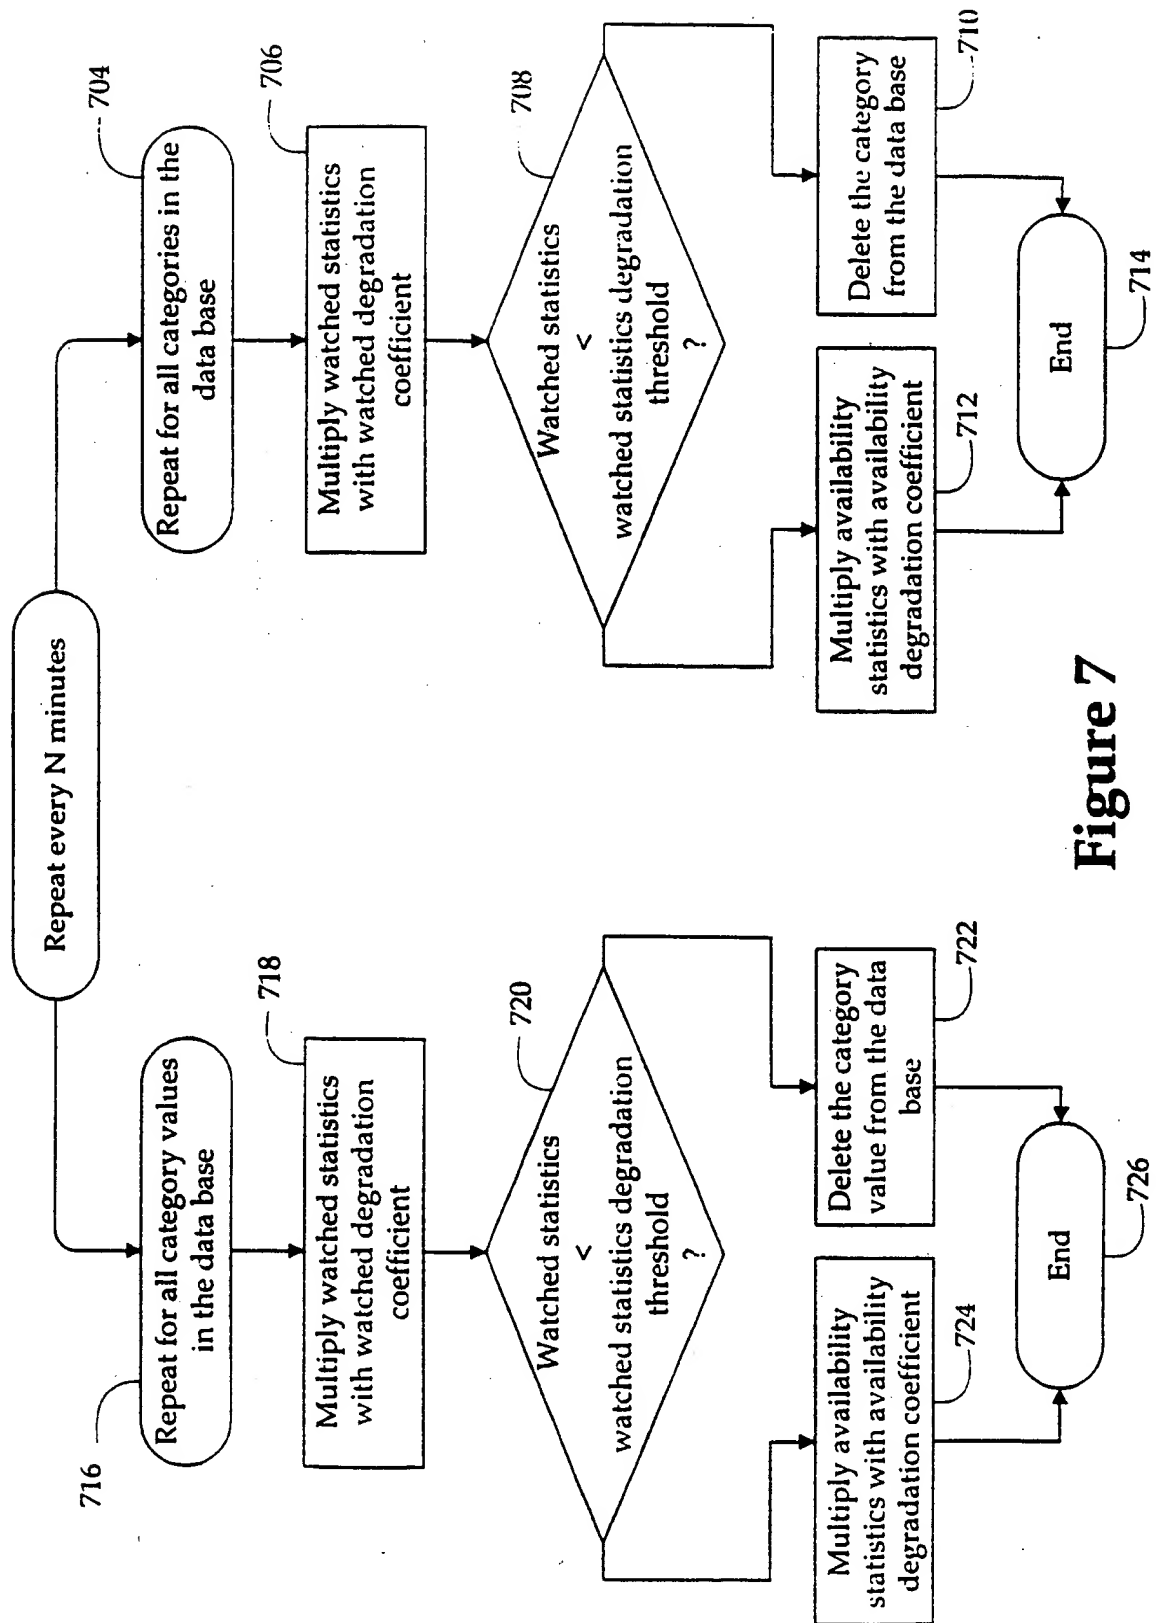 Repeat every N minutes
716
Repeat for all category values
in the data base
718
Multiply watched statistics
with watched degradation
coefficient
720
Watched statistics
<
watched statistics degradation
threshold
?
Multiply availability
statistics with availability
degradation coefficient
724
Delete the category
value from the data
base
722
End
726
704
Repeat for all categories in the
data base
706
Multiply watched statistics
with watched degradation
coefficient
708
Watched statistics
<
watched statistics degradation
threshold
?
Multiply availability
statistics with availability
degradation coefficient
712
Delete the category
from the data base
710
End
714
Figure 7